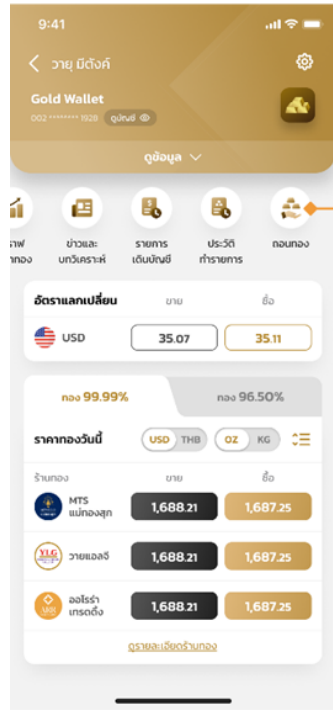 9:41
วายุ มีตังค์
Gold Wallet
002 ******** 1928 ดูบัญชี
ดูข้อมูล
ข่าวและ
บทวิเคราะห์
รายการ
เดินบัญชี
ประวัติ
ทำรายการ
ถอนทอง
อัตราแลกเปลี่ยน ขาย ซื้อ
USD 35.07 35.11
ทอง 99.99% ทอง 96.50%
ราคาทองวันนี้ USD THB OZ KG
ร้านทอง ขาย ซื้อ
MTS
แม่ทองสุก 1,688.21 1,687.25
YLG วายแอลจี 1,688.21 1,687.25
ออโรร่า
เทรดดิ้ง 1,688.21 1,687.25
ดูรายละเอียดร้านทอง